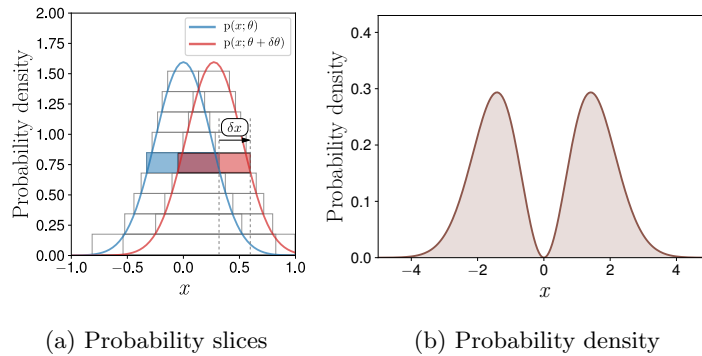 2.00
1.75
1.50
1.25
1.00
0.75
0.50
0.25
0.00
−1.0 −0.5 0.0 0.5 1.0
Probability density
x
p(x; θ)
p(x; θ + δθ)
δx
(a) Probability slices
0.4
0.3
0.2
0.1
0.0
−4 −2 0 2 4
Probability density
x
(b) Probability density